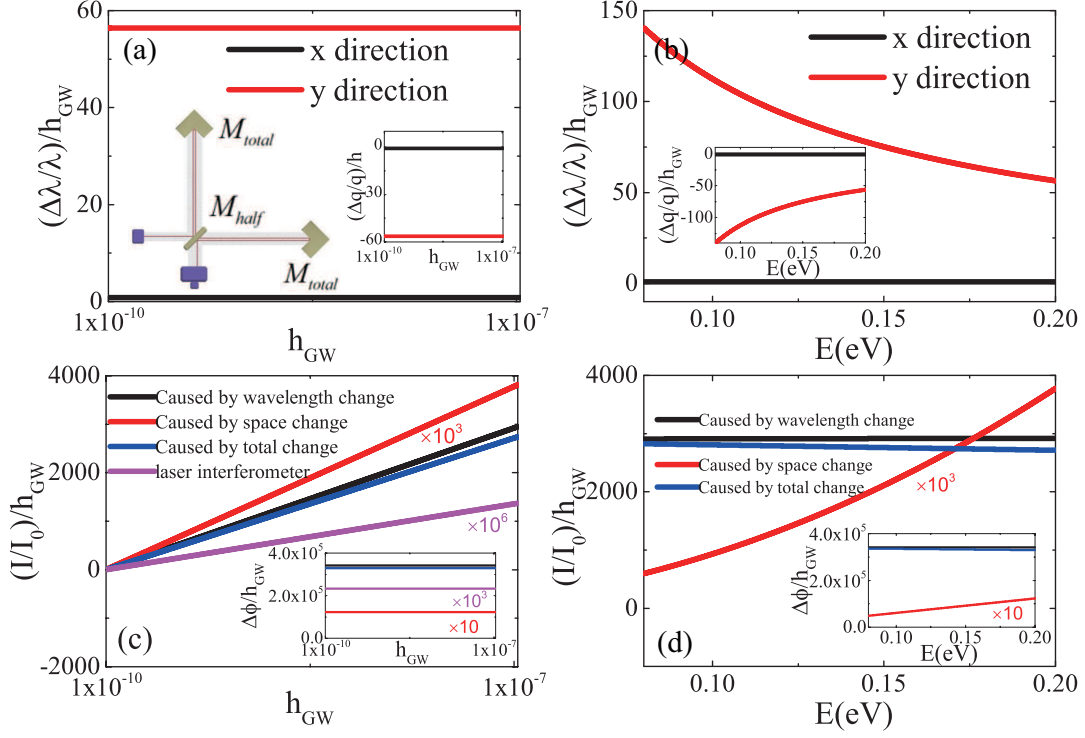 (a)
x direction
y direction
M_total
M_half
M_total
(Δλ/λ)/h_GW
60
40
20
0
1x10^-10
1x10^-7
h_GW
(Δq/q)/h
0
-30
-60
1x10^-10
1x10^-7
h_GW
(b)
x direction
y direction
(Δλ/λ)/h_GW
150
125
100
75
50
25
0
0.10
0.15
0.20
E(eV)
(Δq/q)/h_GW
0
-50
-100
0.10
0.15
0.20
E(eV)
(c)
Caused by wavelength change
Caused by space change
Caused by total change
laser interferometer
×10^3
×10^6
(I/I_0)/h_GW
4000
2000
0
-2000
1x10^-10
1x10^-7
h_GW
Δϕ/h_GW
4.0x10^5
2.0x10^5
0.0
×10^3
×10
1x10^-10
1x10^-7
h_GW
(d)
Caused by wavelength change
Caused by space change
Caused by total change
×10^3
(I/I_0)/h_GW
4000
2000
0
0.10
0.15
0.20
E(eV)
Δϕ/h_GW
4.0x10^5
2.0x10^5
0.0
×10
0.10
0.15
0.20
E(eV)